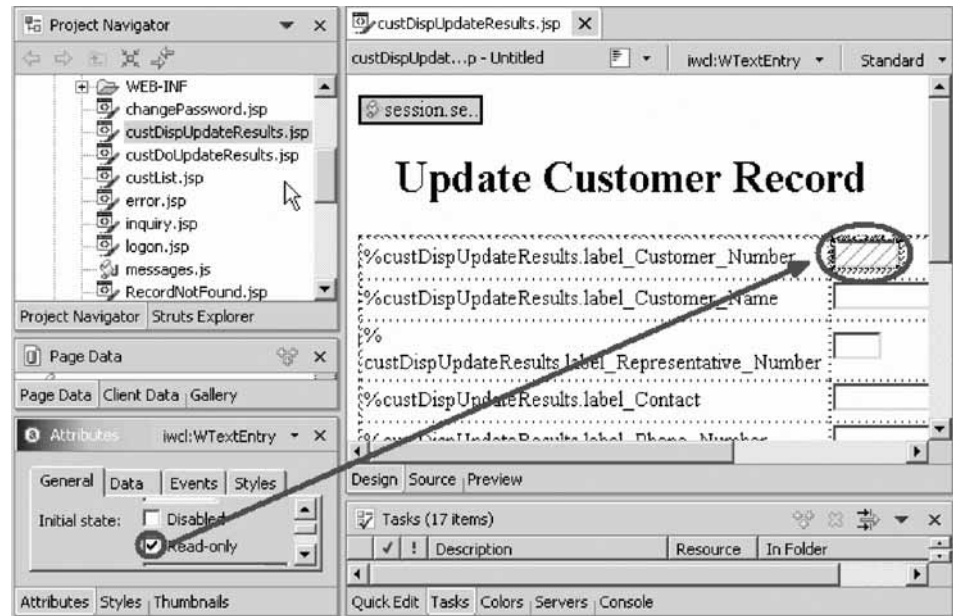 Project Navigator
WEB-INF
changePassword.jsp
custDispUpdateResults.jsp
custDoUpdateResults.jsp
custList.jsp
error.jsp
inquiry.jsp
logon.jsp
messages.js
RecordNotFound.jsp
Project Navigator Struts Explorer
Page Data
Page Data Client Data Gallery
Attributes iwcl:WTextEntry
General Data Events Styles
Initial state: Disabled
Read-only
Attributes Styles Thumbnails
custDispUpdateResults.jsp
custDispUpdat...p - Untitled iwcl:WTextEntry Standard
session.se..
Update Customer Record
%custDispUpdateResults.label_Customer_Number
%custDispUpdateResults.label_Customer_Name
%
custDispUpdateResults.label_Representative_Number
%custDispUpdateResults.label_Contact
%custDispUpdateResults.label_Phone_Number
Design Source Preview
Tasks (17 items)
! Description Resource In Folder
Quick Edit Tasks Colors Servers Console